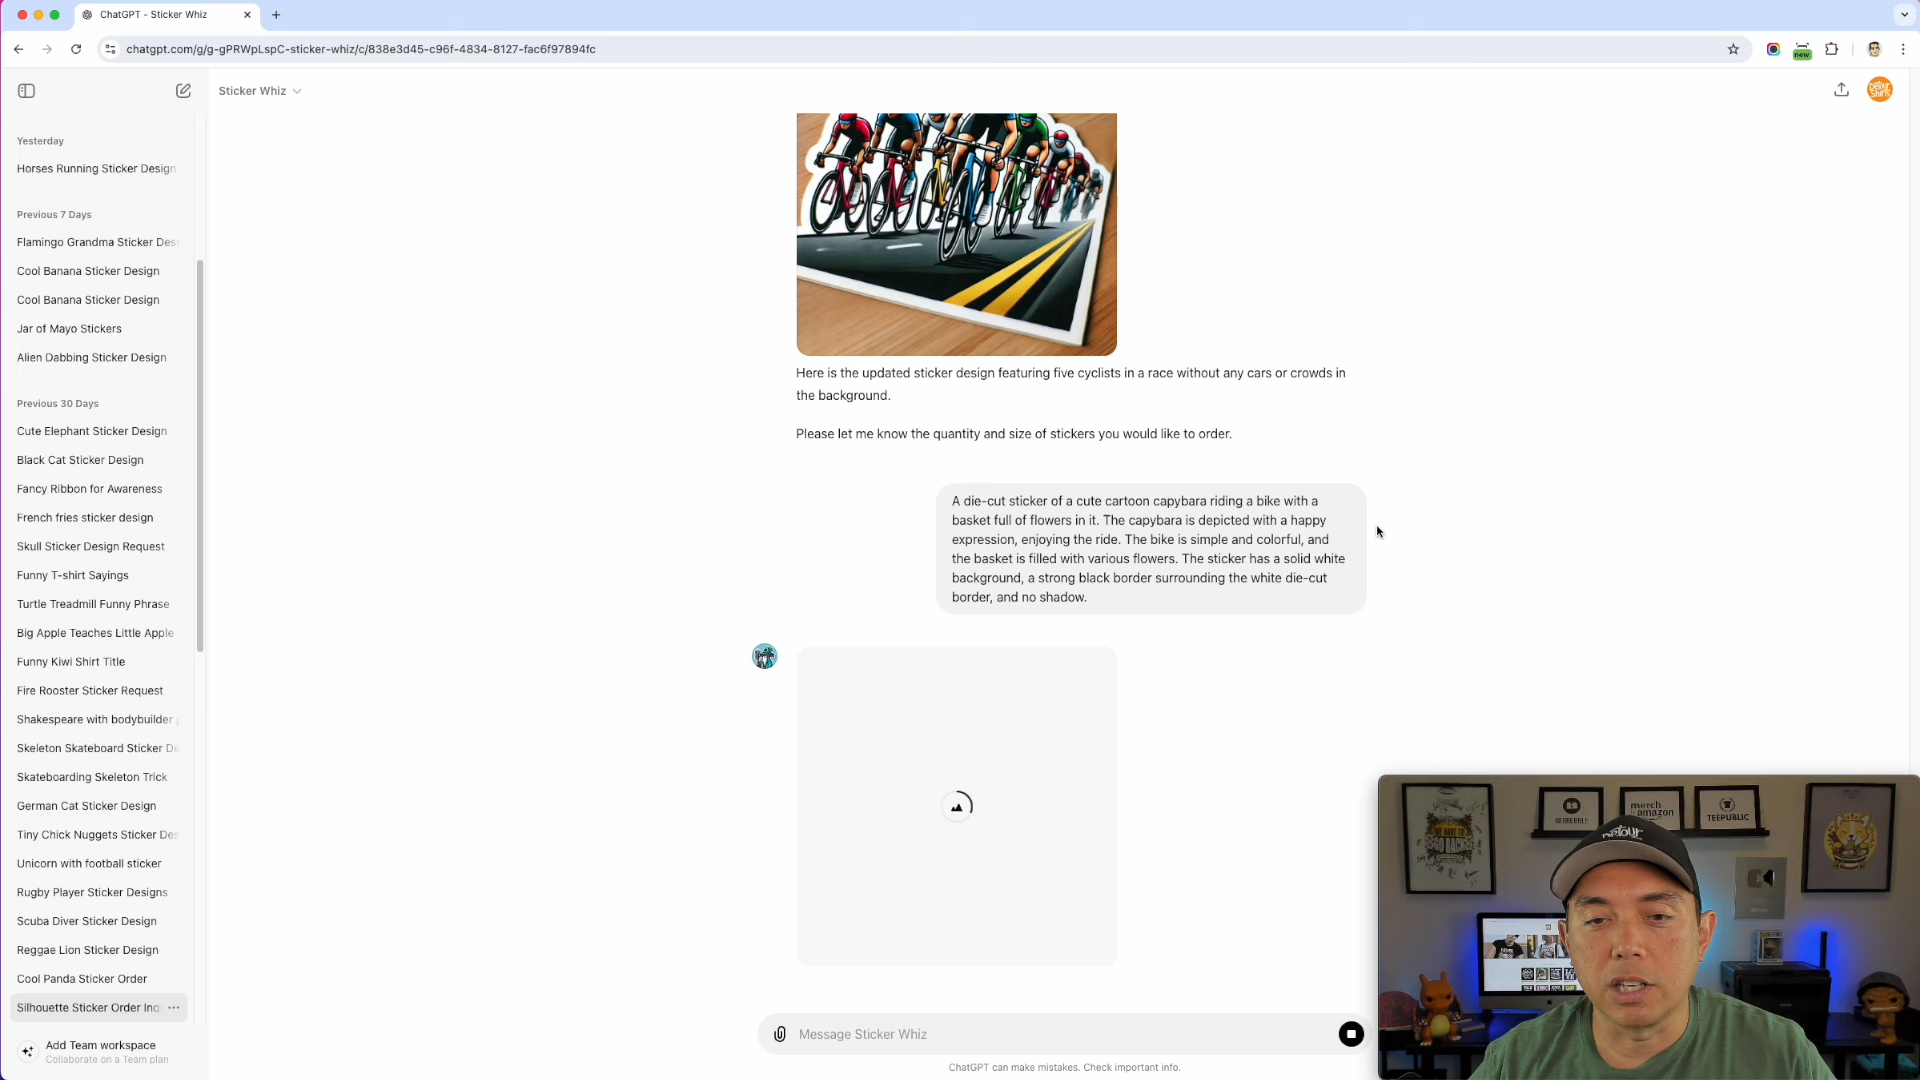 ChatGPT - Sticker Whiz
chatgpt.com/g/g-gPRWpLspC-sticker-whiz/c/838e3d45-c96f-4834-8127-fac6f97894fc
new
Sticker Whiz
Yesterday
Horses Running Sticker Design
Previous 7 Days
Flamingo Grandma Sticker Des
Cool Banana Sticker Design
Cool Banana Sticker Design
Jar of Mayo Stickers
Alien Dabbing Sticker Design
Previous 30 Days
Cute Elephant Sticker Design
Black Cat Sticker Design
Fancy Ribbon for Awareness
French fries sticker design
Skull Sticker Design Request
Funny T-shirt Sayings
Turtle Treadmill Funny Phrase
Big Apple Teaches Little Apple
Funny Kiwi Shirt Title
Fire Rooster Sticker Request
Shakespeare with bodybuilder
Skeleton Skateboard Sticker De
Skateboarding Skeleton Trick
German Cat Sticker Design
Tiny Chick Nuggets Sticker Des
Unicorn with football sticker
Rugby Player Sticker Designs
Scuba Diver Sticker Design
Reggae Lion Sticker Design
Cool Panda Sticker Order
Silhouette Sticker Order Inq
Add Team workspace
Collaborate on a Team plan
Here is the updated sticker design featuring five cyclists in a race without any cars or crowds in
the background.
Please let me know the quantity and size of stickers you would like to order.
A die-cut sticker of a cute cartoon capybara riding a bike with a
basket full of flowers in it. The capybara is depicted with a happy
expression, enjoying the ride. The bike is simple and colorful, and
the basket is filled with various flowers. The sticker has a solid white
background, a strong black border surrounding the white die-cut
border, and no shadow.
Message Sticker Whiz
ChatGPT can make mistakes. Check important info.
REDBUBBLE
merch
amazon
TEEPUBLIC
DETOUR